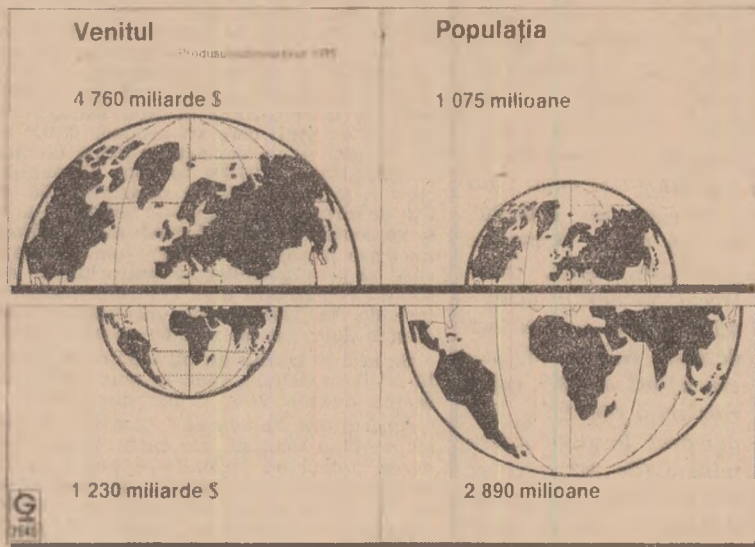 Venitul
Populația
4 760 miliarde $
1 075 milioane
1 230 miliarde $
2 890 milioane